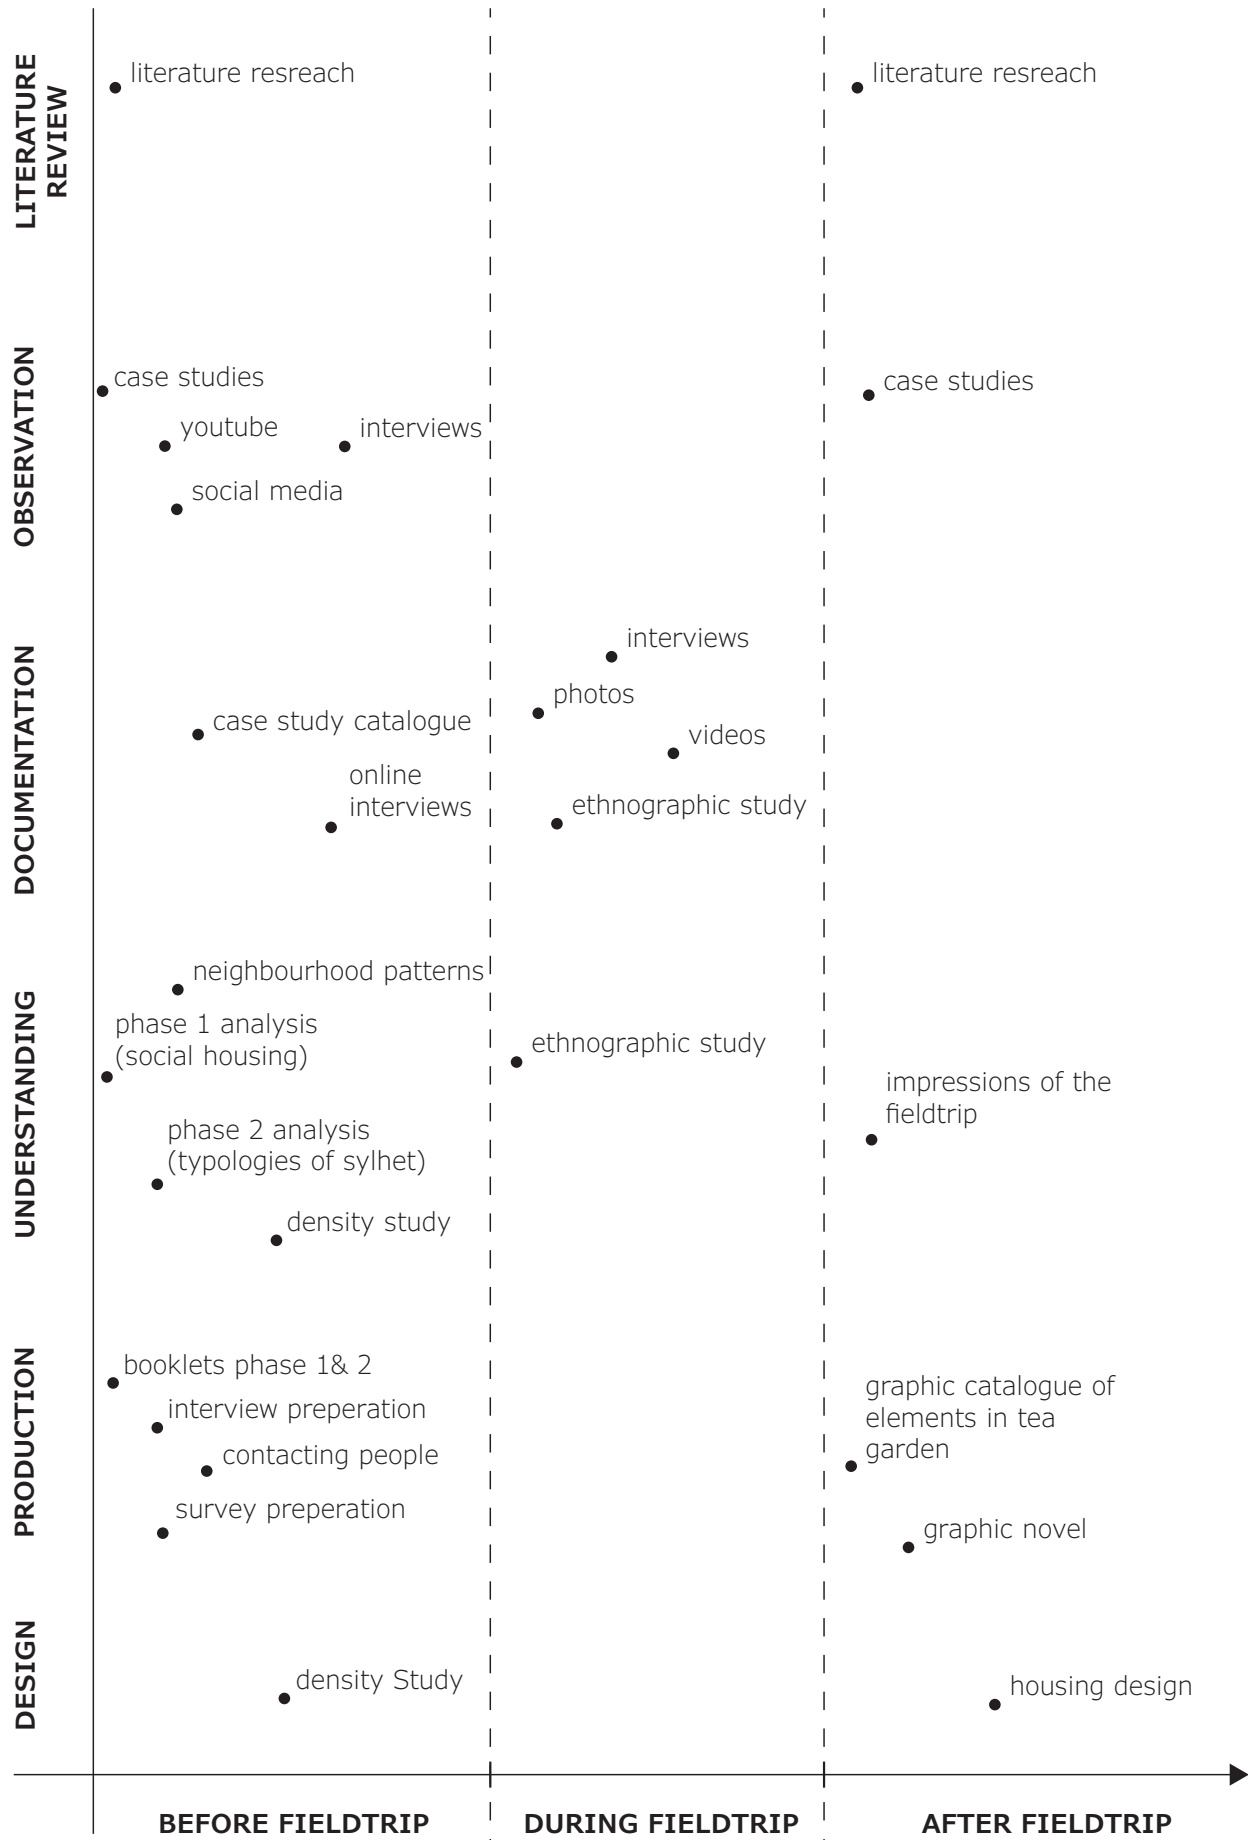 LITERATURE
REVIEW
literature resreach
literature resreach
OBSERVATION
case studies
case studies
youtube
interviews
social media
DOCUMENTATION
interviews
photos
case study catalogue
videos
online
interviews
ethnographic study
UNDERSTANDING
neighbourhood patterns
phase 1 analysis
(social housing)
ethnographic study
impressions of the
fieldtrip
phase 2 analysis
(typologies of sylhet)
density study
PRODUCTION
booklets phase 1& 2
interview preperation
contacting people
survey preperation
graphic catalogue of
elements in tea
garden
graphic novel
DESIGN
density Study
housing design
BEFORE FIELDTRIP
DURING FIELDTRIP
AFTER FIELDTRIP